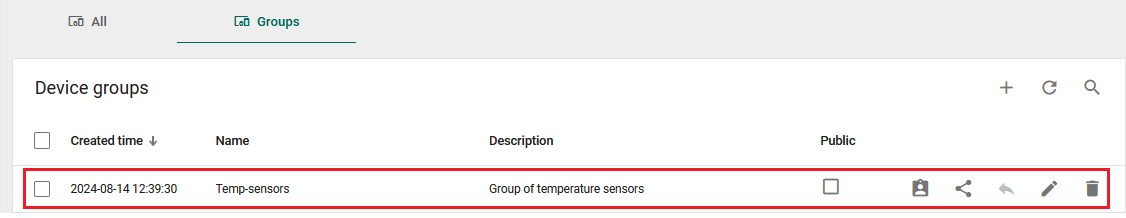 All Groups
Device groups
Created time Name Description Public
2024-08-14 12:39:30 Temp-sensors Group of temperature sensors